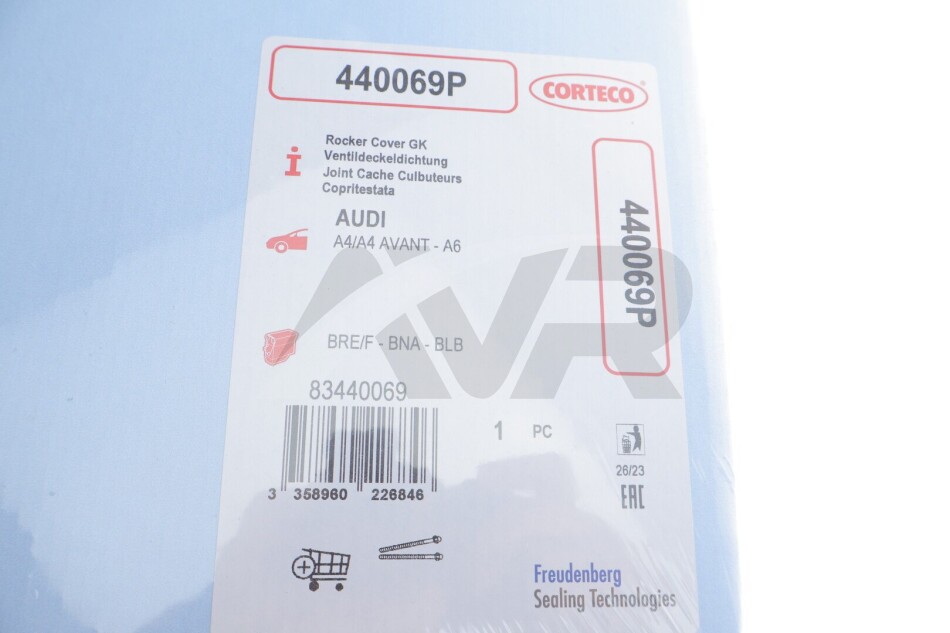 440069P
CORTECO
Rocker Cover GK
Ventildeckeldichtung
Joint Cache Culbuteurs
Copritestata
AUDI
A4/A4 AVANT - A6
440069P
VR
BRE/F - BNA - BLB
83440069
1 PC
3 358960 226846
26/23
EAC
Freudenberg
Sealing Technologies